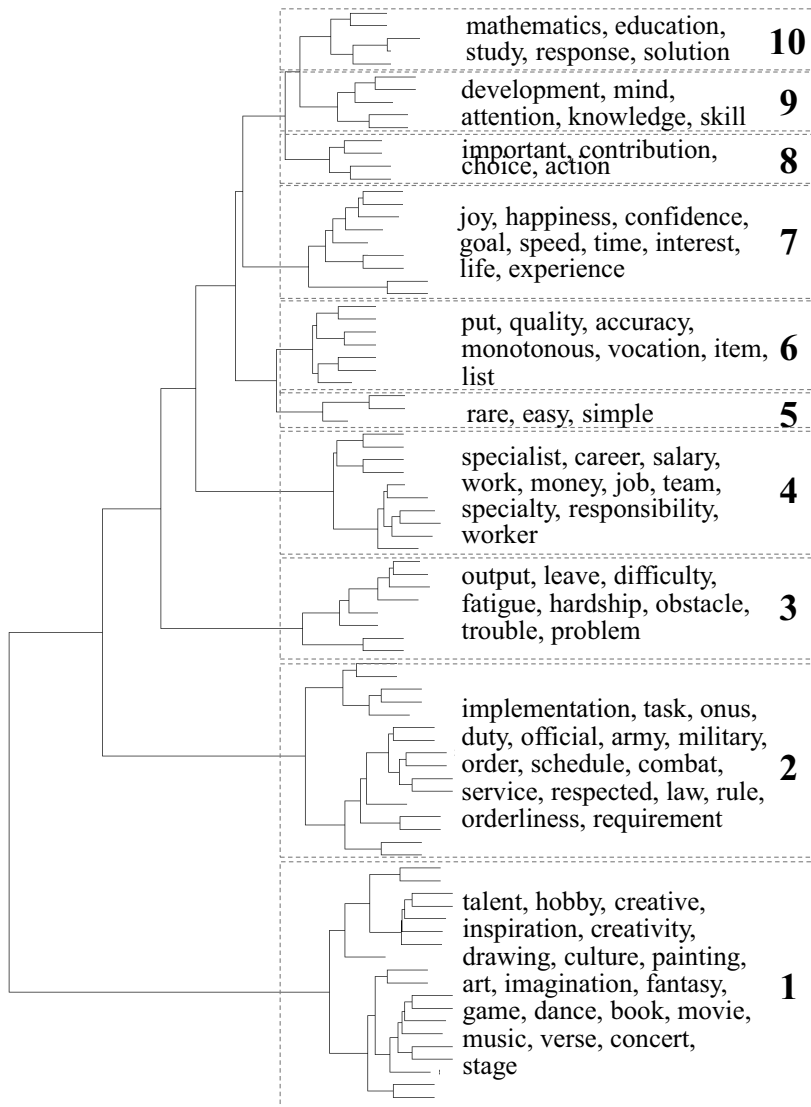 mathematics, education,
study, response, solution
10
development, mind,
attention, knowledge, skill
9
important, contribution,
choice, action
8
joy, happiness, confidence,
goal, speed, time, interest,
life, experience
7
put, quality, accuracy,
monotonous, vocation, item,
list
6
rare, easy, simple
5
specialist, career, salary,
work, money, job, team,
specialty, responsibility,
worker
4
output, leave, difficulty,
fatigue, hardship, obstacle,
trouble, problem
3
implementation, task, onus,
duty, official, army, military,
order, schedule, combat,
service, respected, law, rule,
orderliness, requirement
2
talent, hobby, creative,
inspiration, creativity,
drawing, culture, painting,
art, imagination, fantasy,
game, dance, book, movie,
music, verse, concert,
stage
1